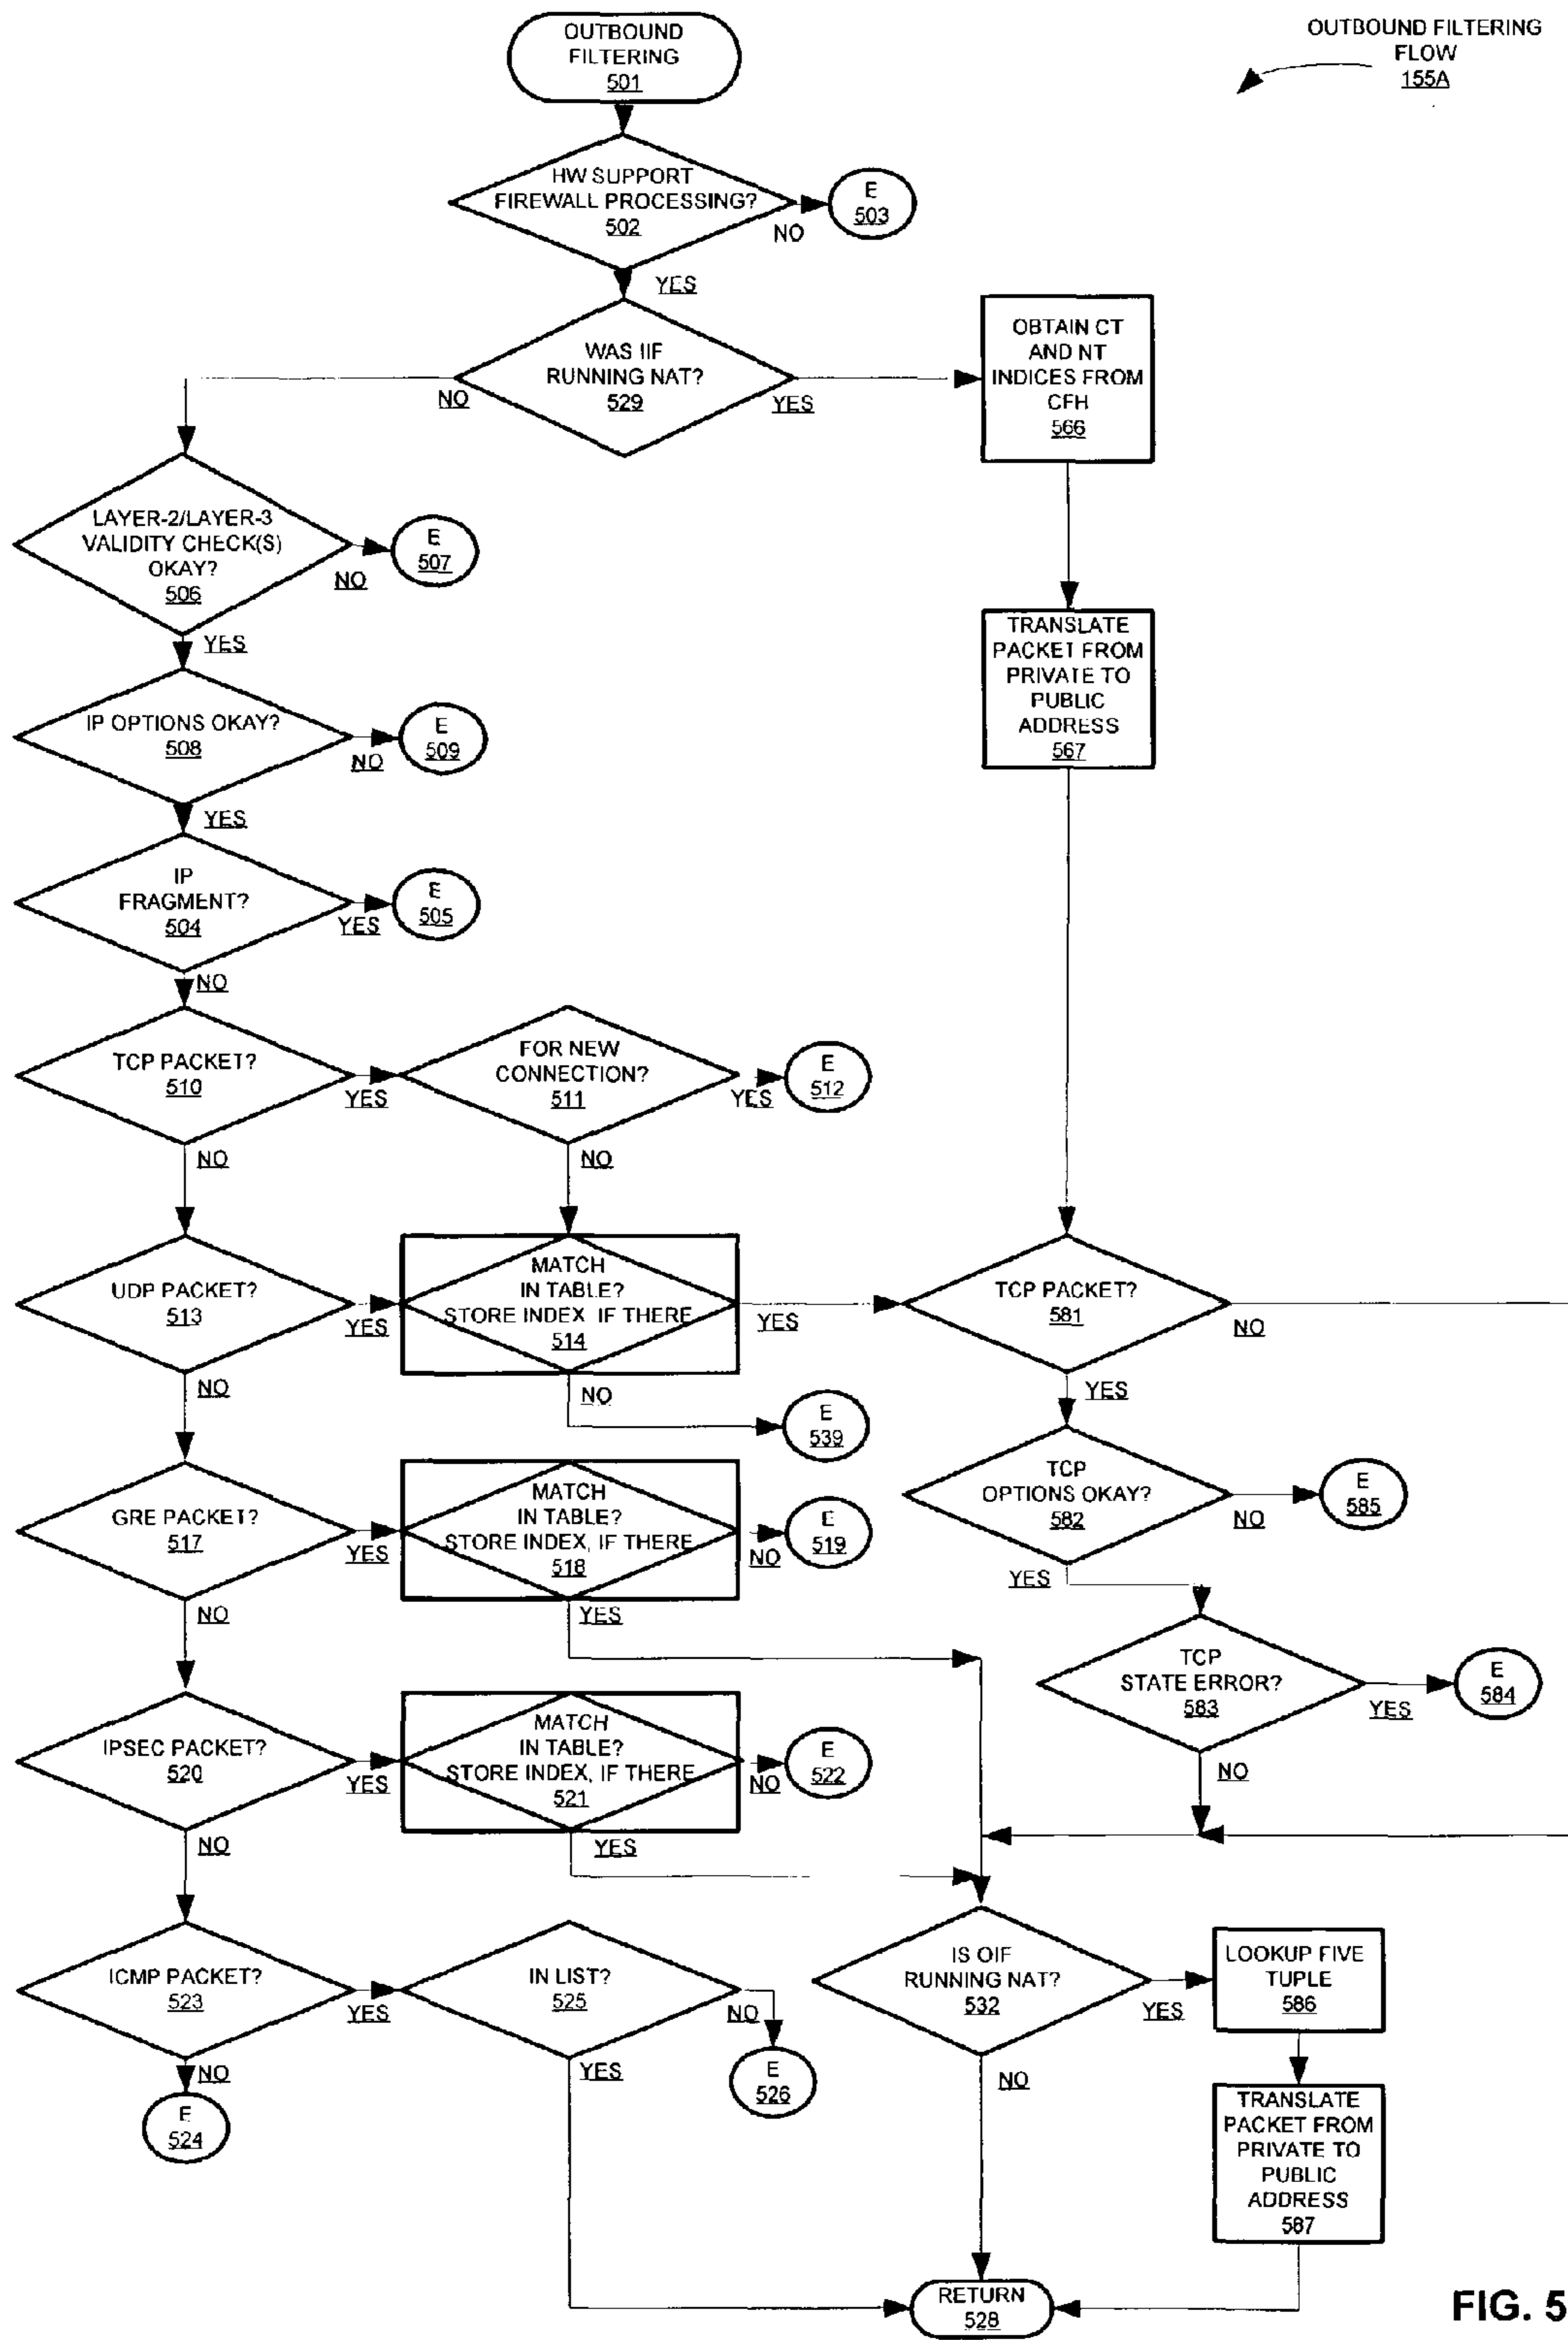 OUTBOUND
FILTERING
501
OUTBOUND FILTERING
FLOW
155A
HW SUPPORT
FIREWALL PROCESSING?
502
NO
E
503
YES
WAS IIF
RUNNING NAT?
529
NO
YES
OBTAIN CT
AND NT
INDICES FROM
CFH
566
LAYER-2/LAYER-3
VALIDITY CHECK(S)
OKAY?
506
NO
E
507
YES
TRANSLATE
PACKET FROM
PRIVATE TO
PUBLIC
ADDRESS
567
IP OPTIONS OKAY?
508
NO
E
509
YES
IP
FRAGMENT?
504
YES
E
505
NO
TCP PACKET?
510
YES
FOR NEW
CONNECTION?
511
YES
E
512
NO
NO
UDP PACKET?
513
YES
MATCH
IN TABLE?
STORE INDEX IF THERE
514
YES
TCP PACKET?
581
NO
NO
NO
E
539
YES
GRE PACKET?
517
YES
MATCH
IN TABLE?
STORE INDEX, IF THERE
518
NO
E
519
TCP
OPTIONS OKAY?
582
NO
E
585
NO
YES
YES
IPSEC PACKET?
520
YES
MATCH
IN TABLE?
STORE INDEX, IF THERE
521
NO
E
522
TCP
STATE ERROR?
583
YES
E
584
NO
YES
NO
ICMP PACKET?
523
YES
IN LIST?
525
NO
E
526
IS OIF
RUNNING NAT?
532
YES
LOOKUP FIVE
TUPLE
586
NO
E
524
YES
NO
TRANSLATE
PACKET FROM
PRIVATE TO
PUBLIC
ADDRESS
587
RETURN
528
FIG. 5